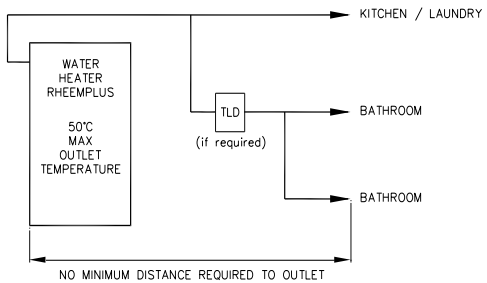 KITCHEN / LAUNDRY
WATER
HEATER
RHEEMPLUS
50°C
MAX
OUTLET
TEMPERATURE
TLD
(if required)
BATHROOM
BATHROOM
NO MINIMUM DISTANCE REQUIRED TO OUTLET